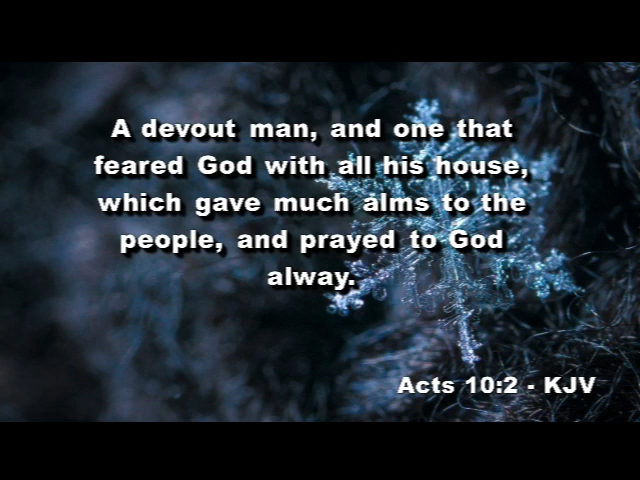 A devout man, and one that
feared God with all his house,
which gave much alms to the
people, and prayed to God
alway.
Acts 10:2 - KJV